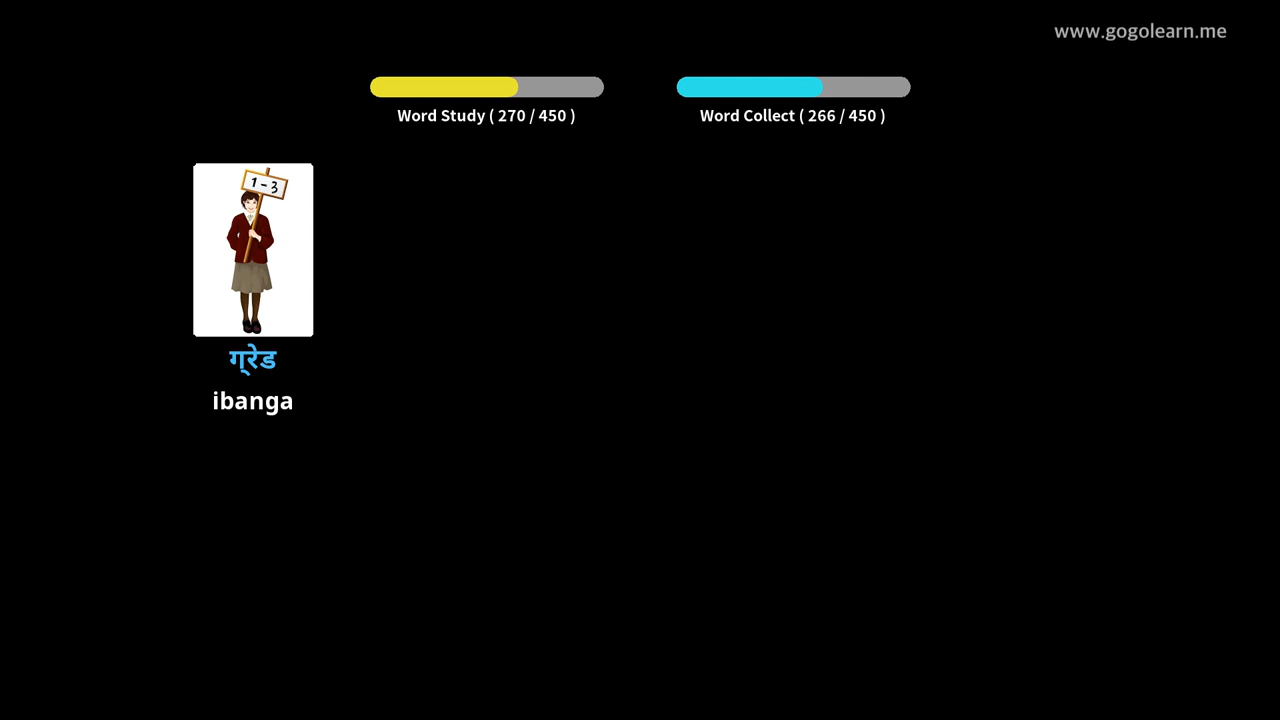 www.gogolearn.me
Word Study ( 270 / 450 )
Word Collect ( 266 / 450 )
1 - 3
ग्रेड
ibanga